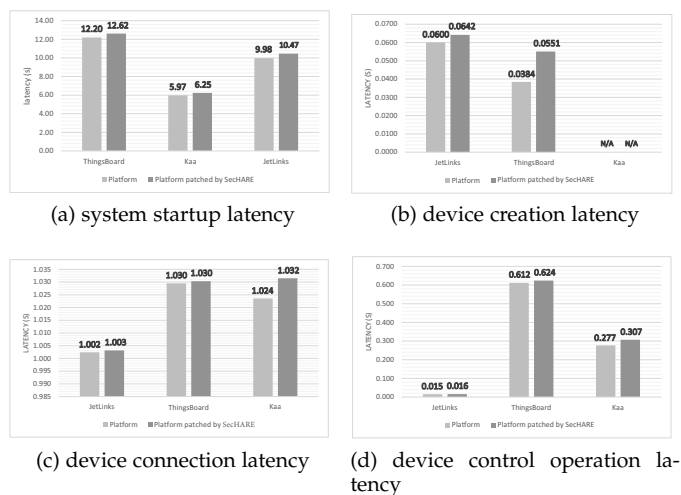 14.00
12.00
10.00
8.00
6.00
4.00
2.00
0.00
latency (S)
12.20 12.62
5.97 6.25
9.98 10.47
ThingsBoard Kaa JetLinks
Platform Platform patched by SecHARE
(a) system startup latency
0.0700
0.0600
0.0500
0.0400
0.0300
0.0200
0.0100
0.0000
LATENCY (S)
0.0600 0.0642
0.0384 0.0551
N/A N/A
JetLinks ThingsBoard Kaa
Platform Platform patched by SecHARE
(b) device creation latency
1.035
1.030
1.025
1.020
1.015
1.010
1.005
1.000
0.995
0.990
0.985
LATENCY (S)
1.002 1.003
1.030 1.030
1.024 1.032
JetLinks ThingsBoard Kaa
Platform Platform patched by SecHARE
(c) device connection latency
0.700
0.600
0.500
0.400
0.300
0.200
0.100
0.000
LATENCY (S)
0.015 0.016
0.612 0.624
0.277 0.307
JetLinks ThingsBoard Kaa
Platform Platform patched by SecHARE
(d) device control operation la-
tency